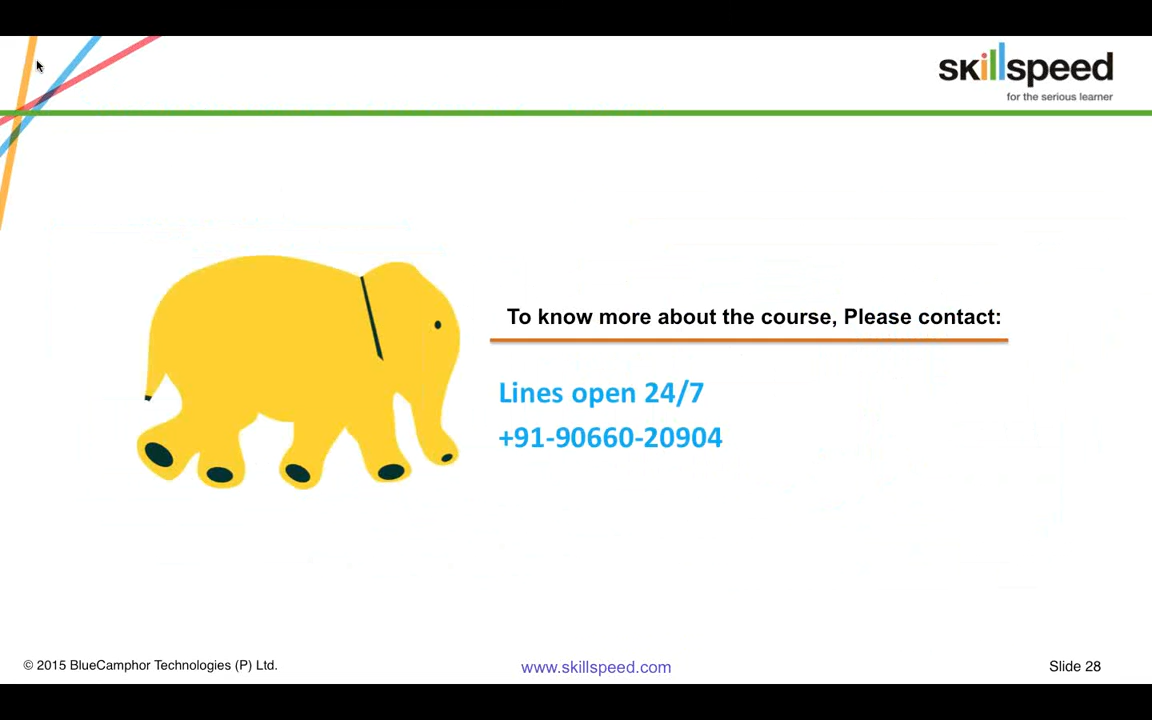 skillspeed
for the serious learner
To know more about the course, Please contact:
Lines open 24/7
+91-90660-20904
© 2015 BlueCamphor Technologies (P) Ltd.
www.skillspeed.com
Slide 28